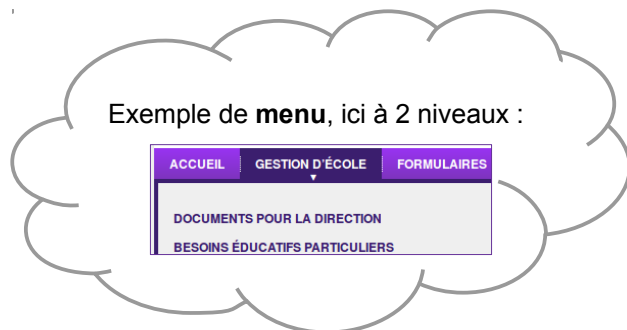 Exemple de menu, ici à 2 niveaux :
ACCUEIL GESTION D'ÉCOLE FORMULAIRES
DOCUMENTS POUR LA DIRECTION
BESOINS ÉDUCATIFS PARTICULIERS